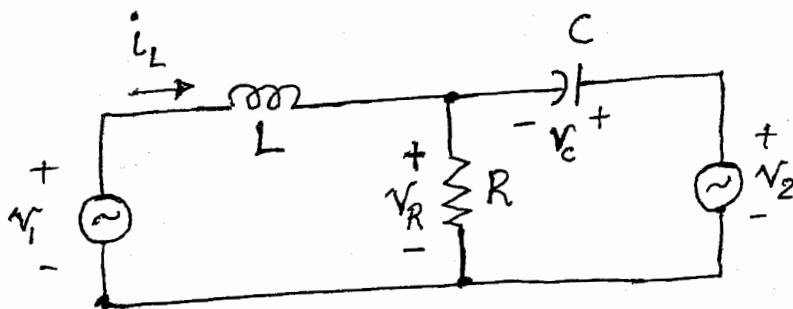 i_L
C
L
- v_c +
+
v_1
-
+
v_R
-
R
+
v_2
-